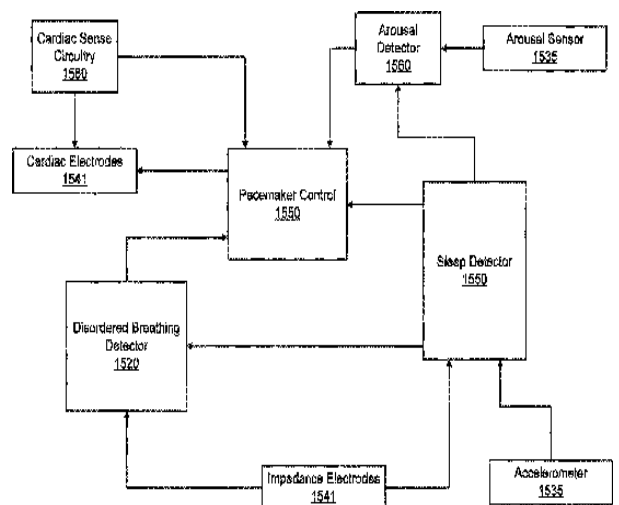 Cardiac Sense
Circuitry
1580
Arousal
Detector
1560
Arousal Sensor
1535
Cardiac Electrodes
1541
Pacemaker Control
1550
Sleep Detector
1550
Disordered Breathing
Detector
1520
Impedance Electrodes
1541
Accelerometer
1535